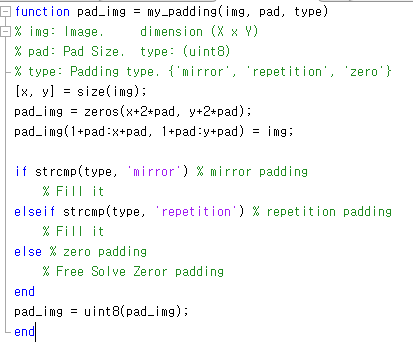 function pad_img = my_padding(img, pad, type)
% img: Image.     dimension (X x Y)
% pad: Pad Size.  type: (uint8)
% type: Padding type. {'mirror', 'repetition', 'zero'}
[x, y] = size(img);
pad_img = zeros(x+2*pad, y+2*pad);
pad_img(1+pad:x+pad, 1+pad:y+pad) = img;
if strcmp(type, 'mirror') % mirror padding
% Fill it
elseif strcmp(type, 'repetition') % repetition padding
% Fill it
else % zero padding
% Free Solve Zeror padding
end
pad_img = uint8(pad_img);
end